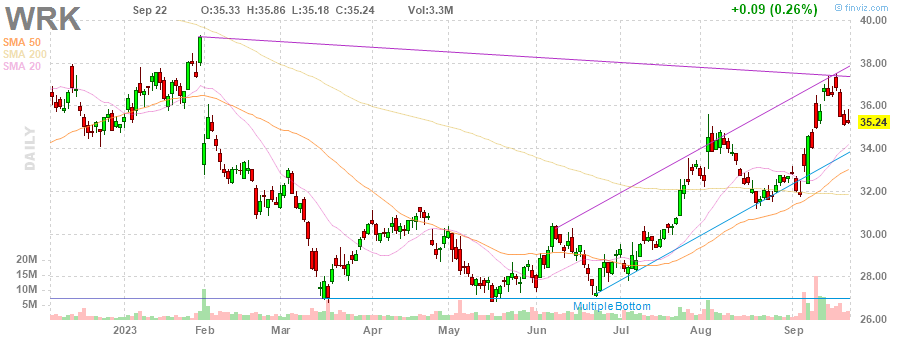 WRK
Sep 22 O:35.33 H:35.86 L:35.18 C:35.24 Vol:3.3M +0.09 (0.26%)
© finviz.com
SMA 50
SMA 200
SMA 20
DAILY
40.00
38.00
36.00
35.24
34.00
32.00
30.00
28.00
26.00
20M
15M
10M
5M
Multiple Bottom
2023 Feb Mar Apr May Jun Jul Aug Sep